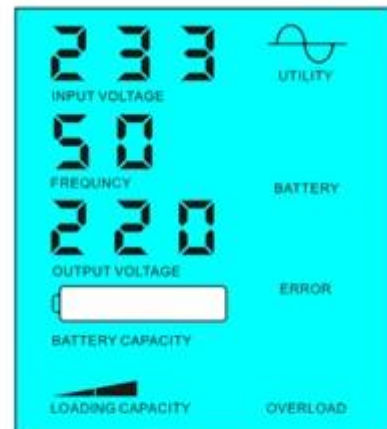 233
UTILITY
INPUT VOLTAGE
50
FREQUNCY
BATTERY
220
OUTPUT VOLTAGE
ERROR
BATTERY CAPACITY
LOADING CAPACITY
OVERLOAD